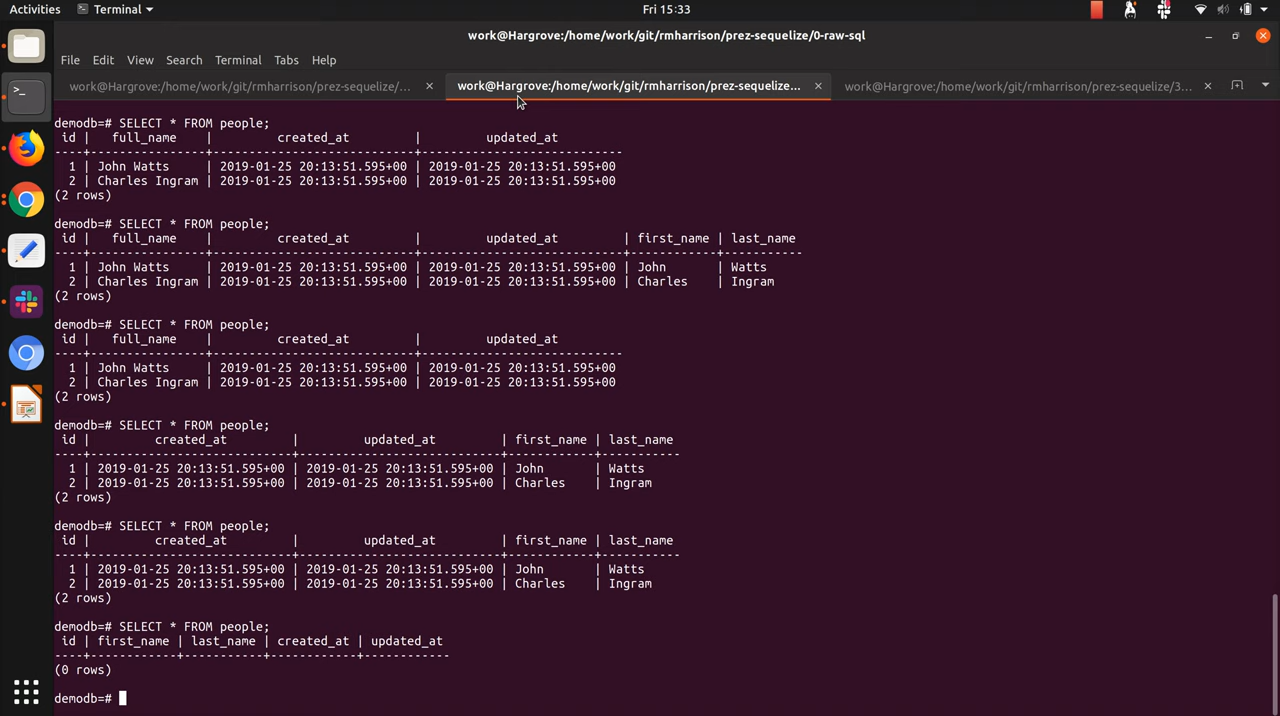 Activities Terminal Fri 15:33
work@Hargrove:/home/work/git/rmharrison/prez-sequelize/0-raw-sql
File Edit View Search Terminal Tabs Help
work@Hargrove:/home/work/git/rmharrison/prez-sequelize/... work@Hargrove:/home/work/git/rmharrison/prez-sequelize... work@Hargrove:/home/work/git/rmharrison/prez-sequelize/3...
demodb=# SELECT * FROM people;
 id |   full_name    |         created_at         |         updated_at
----+----------------+----------------------------+----------------------------
  1 | John Watts     | 2019-01-25 20:13:51.595+00 | 2019-01-25 20:13:51.595+00
  2 | Charles Ingram | 2019-01-25 20:13:51.595+00 | 2019-01-25 20:13:51.595+00
(2 rows)
demodb=# SELECT * FROM people;
 id |   full_name    |         created_at         |         updated_at         | first_name | last_name
----+----------------+----------------------------+----------------------------+------------+-----------
  1 | John Watts     | 2019-01-25 20:13:51.595+00 | 2019-01-25 20:13:51.595+00 | John       | Watts
  2 | Charles Ingram | 2019-01-25 20:13:51.595+00 | 2019-01-25 20:13:51.595+00 | Charles    | Ingram
(2 rows)
demodb=# SELECT * FROM people;
 id |   full_name    |         created_at         |         updated_at
----+----------------+----------------------------+----------------------------
  1 | John Watts     | 2019-01-25 20:13:51.595+00 | 2019-01-25 20:13:51.595+00
  2 | Charles Ingram | 2019-01-25 20:13:51.595+00 | 2019-01-25 20:13:51.595+00
(2 rows)
demodb=# SELECT * FROM people;
 id |         created_at         |         updated_at         | first_name | last_name
----+----------------------------+----------------------------+------------+-----------
  1 | 2019-01-25 20:13:51.595+00 | 2019-01-25 20:13:51.595+00 | John       | Watts
  2 | 2019-01-25 20:13:51.595+00 | 2019-01-25 20:13:51.595+00 | Charles    | Ingram
(2 rows)
demodb=# SELECT * FROM people;
 id |         created_at         |         updated_at         | first_name | last_name
----+----------------------------+----------------------------+------------+-----------
  1 | 2019-01-25 20:13:51.595+00 | 2019-01-25 20:13:51.595+00 | John       | Watts
  2 | 2019-01-25 20:13:51.595+00 | 2019-01-25 20:13:51.595+00 | Charles    | Ingram
(2 rows)
demodb=# SELECT * FROM people;
 id | first_name | last_name | created_at | updated_at
----+------------+-----------+------------+------------
(0 rows)
demodb=#